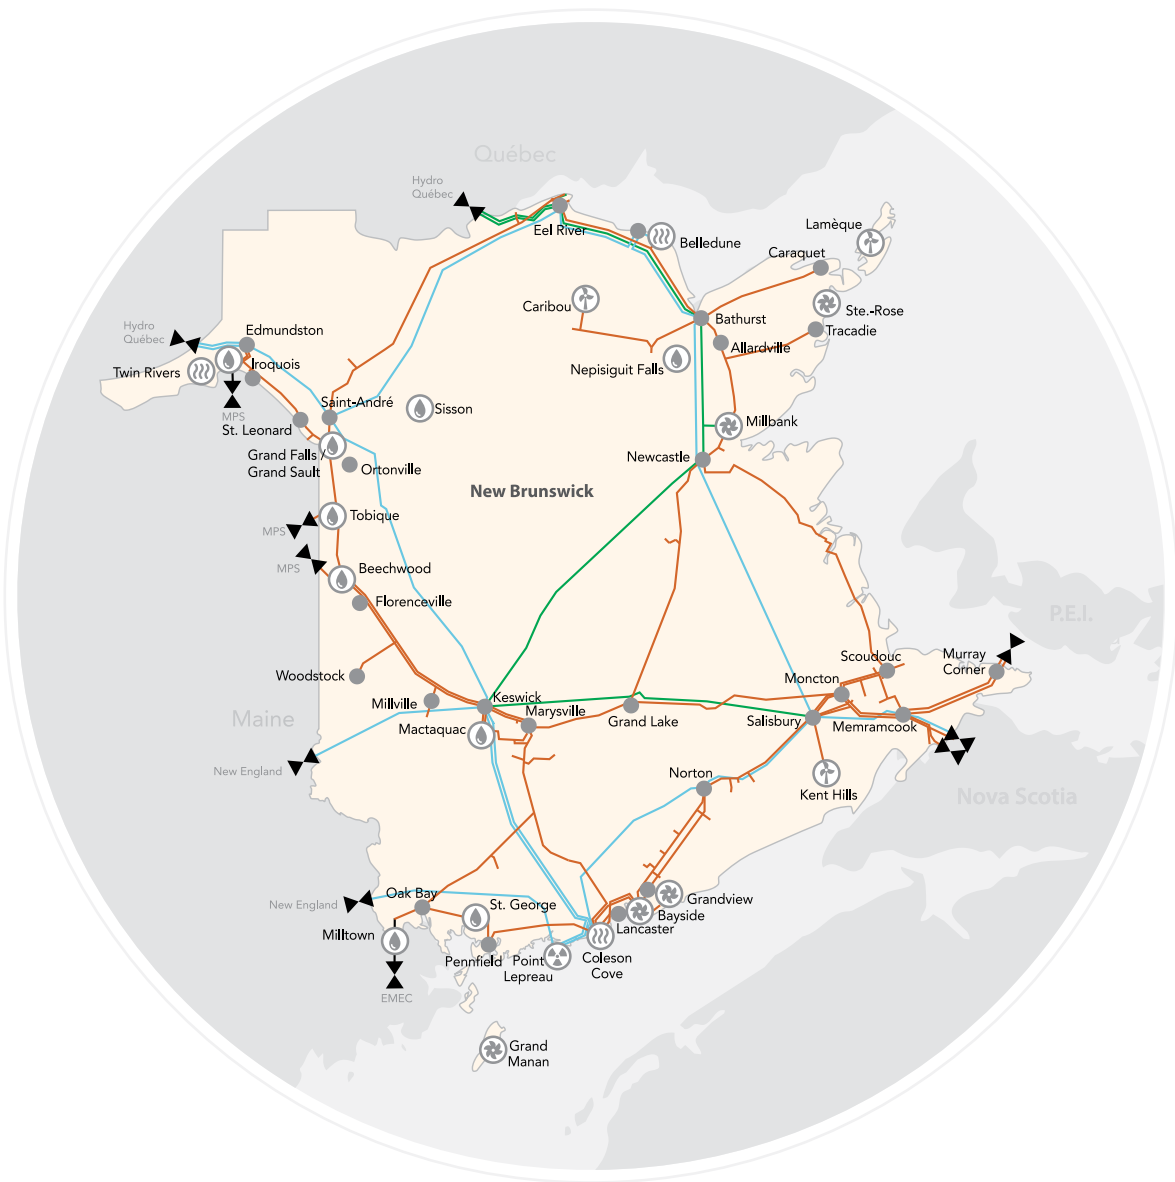 Québec
Hydro
Québec
Eel River
Belledune
Lamèque
Caraquet
Caribou
Ste.-Rose
Bathurst
Tracadie
Allardville
Nepisiguit Falls
Hydro
Québec
Edmundston
Twin Rivers
Iroquois
MPS
Saint-André
Sisson
St. Leonard
Millbank
Grand Falls /
Grand Sault
Ortonville
Newcastle
New Brunswick
Tobique
MPS
MPS
Beechwood
Florenceville
P.E.I.
Scoudouc
Murray
Corner
Woodstock
Moncton
Millville
Keswick
Marysville
Grand Lake
Salisbury
Memramcook
Maine
Mactaquac
New England
Norton
Kent Hills
Nova Scotia
Oak Bay
New England
St. George
Grandview
Bayside
Lancaster
Milltown
Pennfield
Point
Lepreau
Coleson
Cove
EMEC
Grand
Manan